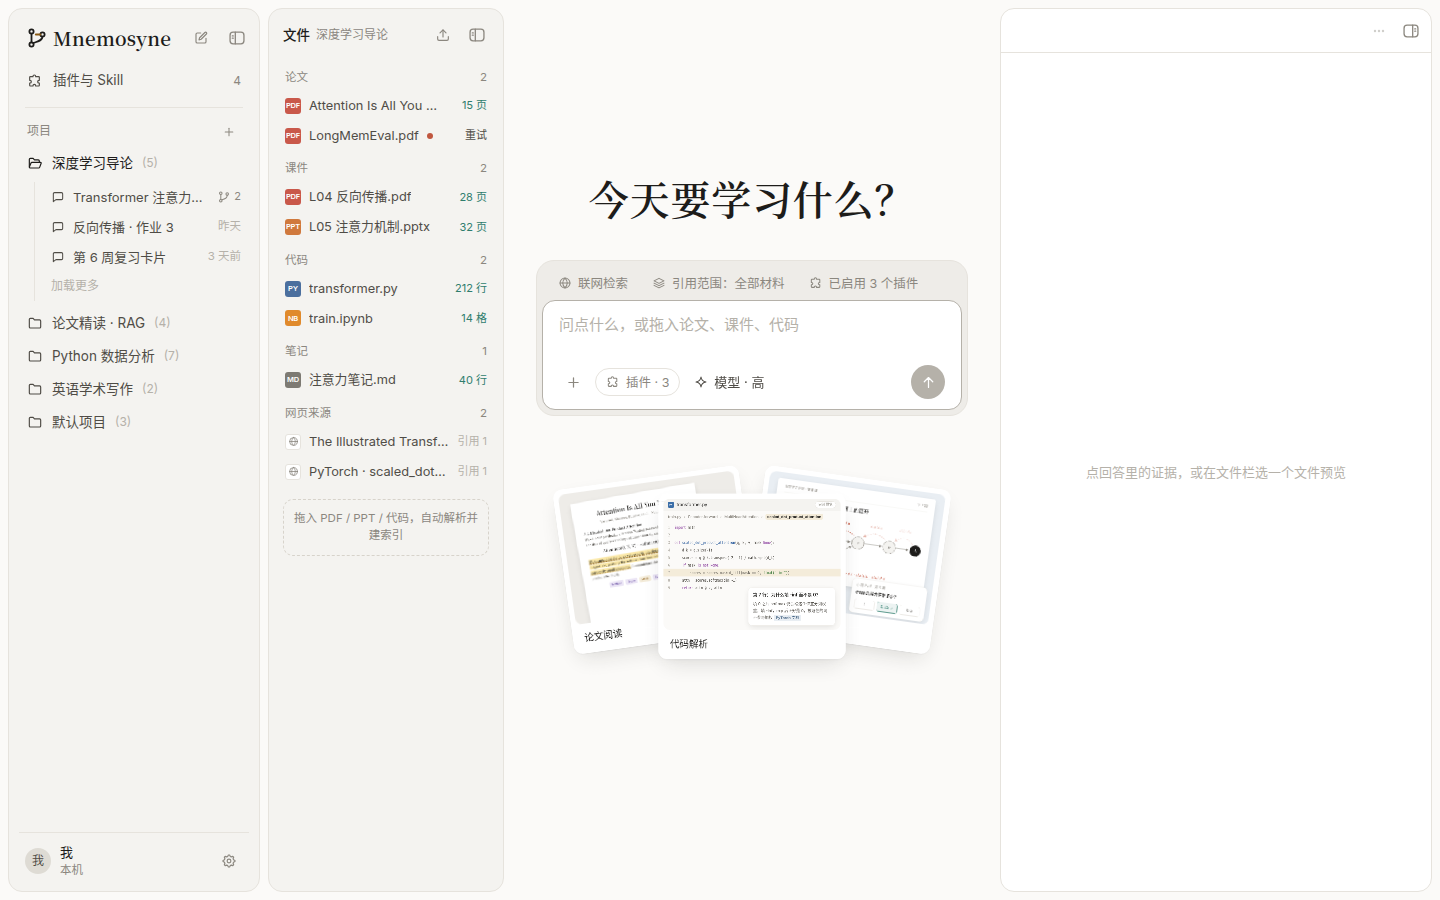 Mnemosyne
插件与 Skill 4
项目
深度学习导论 (5)
Transformer 注意力... 2
反向传播 · 作业 3 昨天
第 6 周复习卡片 3 天前
加载更多
论文精读 · RAG (4)
Python 数据分析 (7)
英语学术写作 (2)
默认项目 (3)
我 我
本机
文件 深度学习导论
论文 2
PDF Attention Is All You ... 15 页
PDF LongMemEval.pdf 重试
课件 2
PDF L04 反向传播.pdf 28 页
PPT L05 注意力机制.pptx 32 页
代码 2
PY transformer.py 212 行
NB train.ipynb 14 格
笔记 1
MD 注意力笔记.md 40 行
网页来源 2
The Illustrated Transf... 引用 1
PyTorch · scaled_dot... 引用 1
拖入 PDF / PPT / 代码，自动解析并
建索引
今天要学习什么？
联网检索 引用范围：全部材料 已启用 3 个插件
问点什么，或拖入论文、课件、代码
插件 · 3 模型 · 高
Attention Is All You
论文阅读
transformer.py
代码解析
点回答里的证据，或在文件栏选一个文件预览